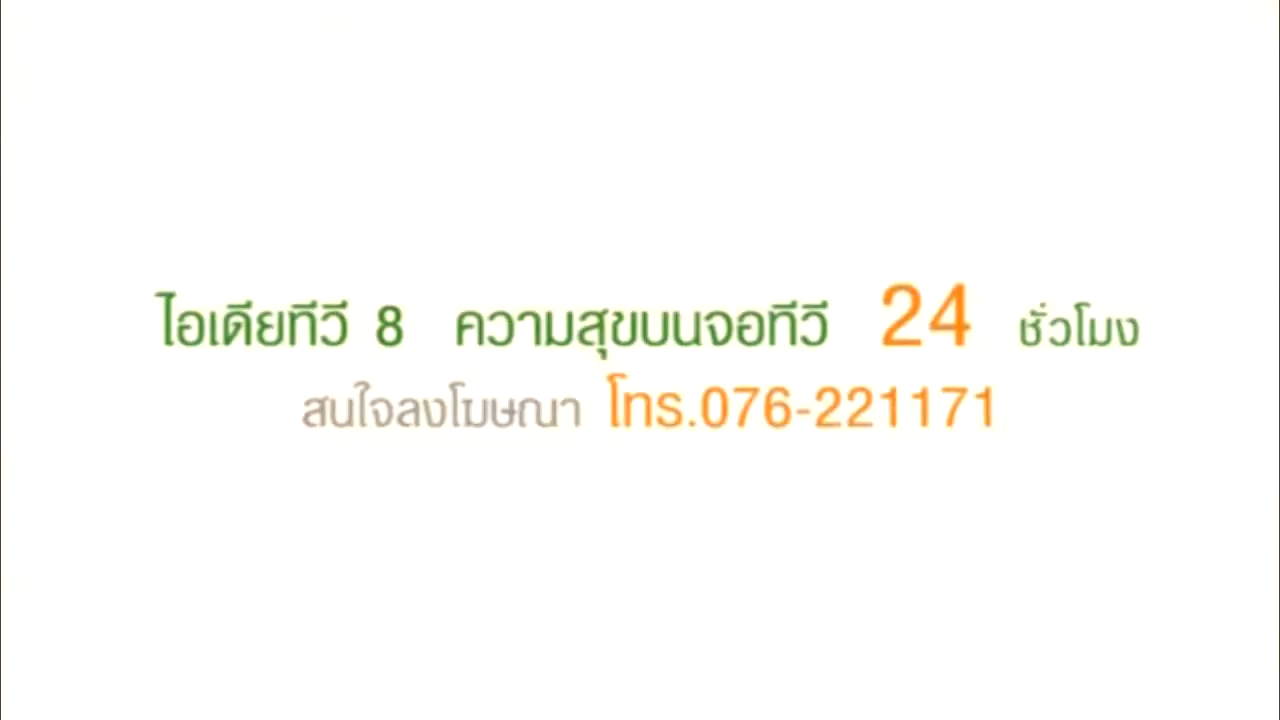 ไอเดียทีวี 8 ความสุขบนจอทีวี 24 ชั่วโมง
สนใจลงโฆษณา โทร.076-221171